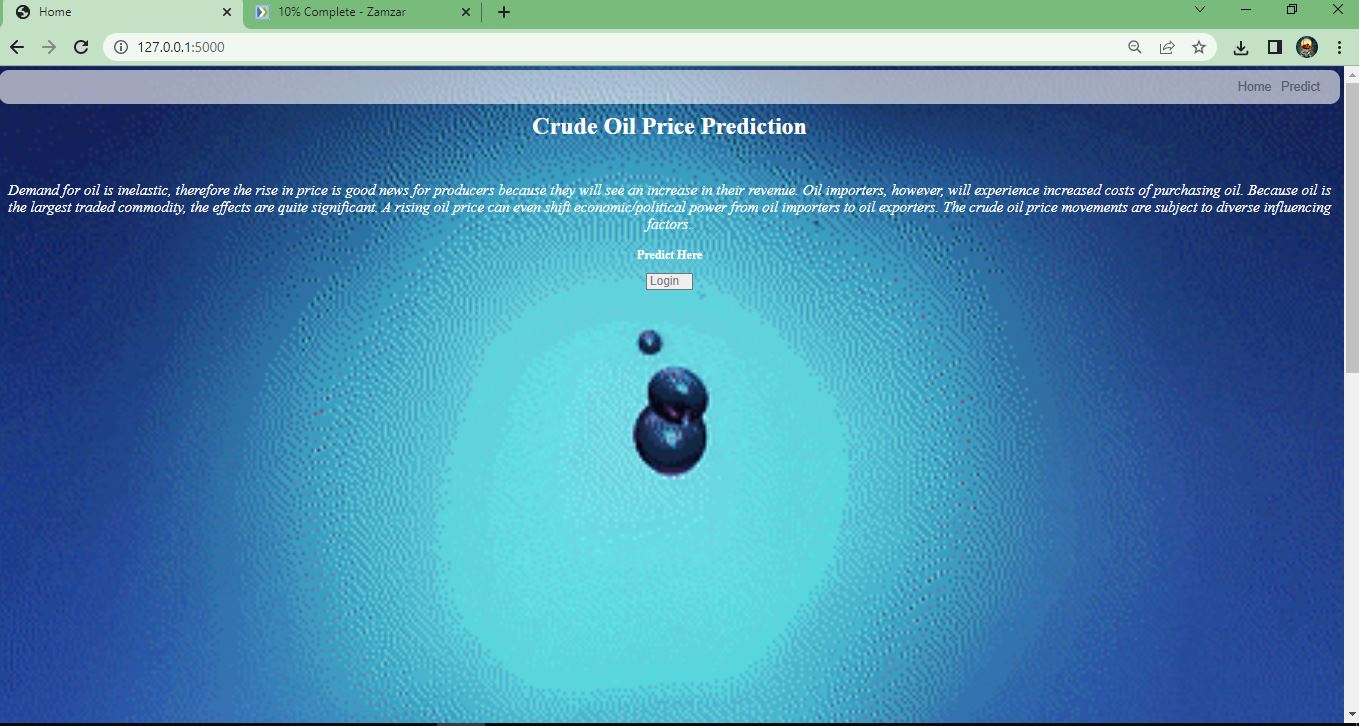 Home
10% Complete - Zamzar
127.0.0.1:5000
Home Predict
Crude Oil Price Prediction
Demand for oil is inelastic, therefore the rise in price is good news for producers because they will see an increase in their revenue. Oil importers, however, will experience increased costs of purchasing oil. Because oil is
the largest traded commodity, the effects are quite significant. A rising oil price can even shift economic/political power from oil importers to oil exporters. The crude oil price movements are subject to diverse influencing
factors.
Predict Here
Login